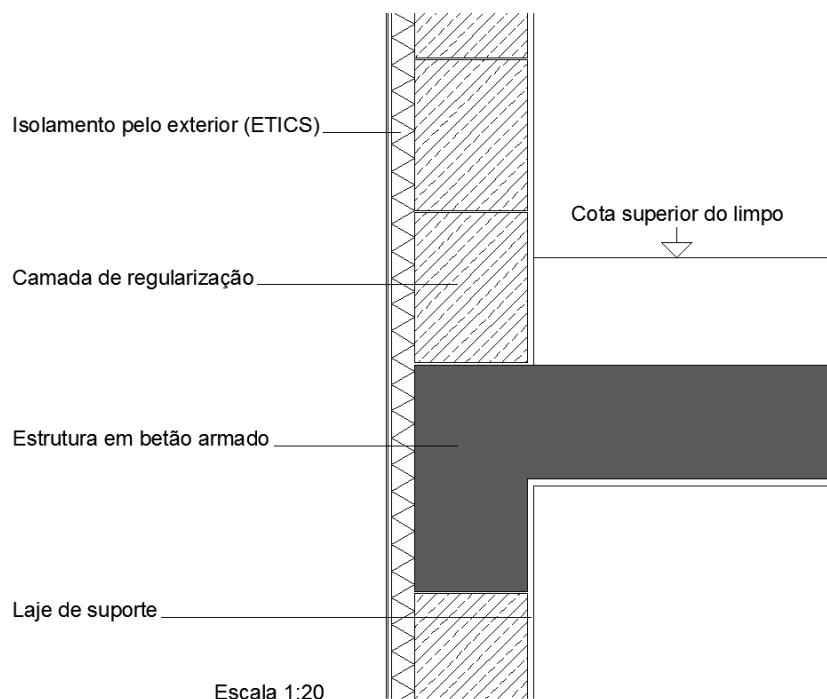 Isolamento pelo exterior (ETICS)
Cota superior do limpo
Camada de regularização
Estrutura em betão armado
Laje de suporte
Escala 1:20